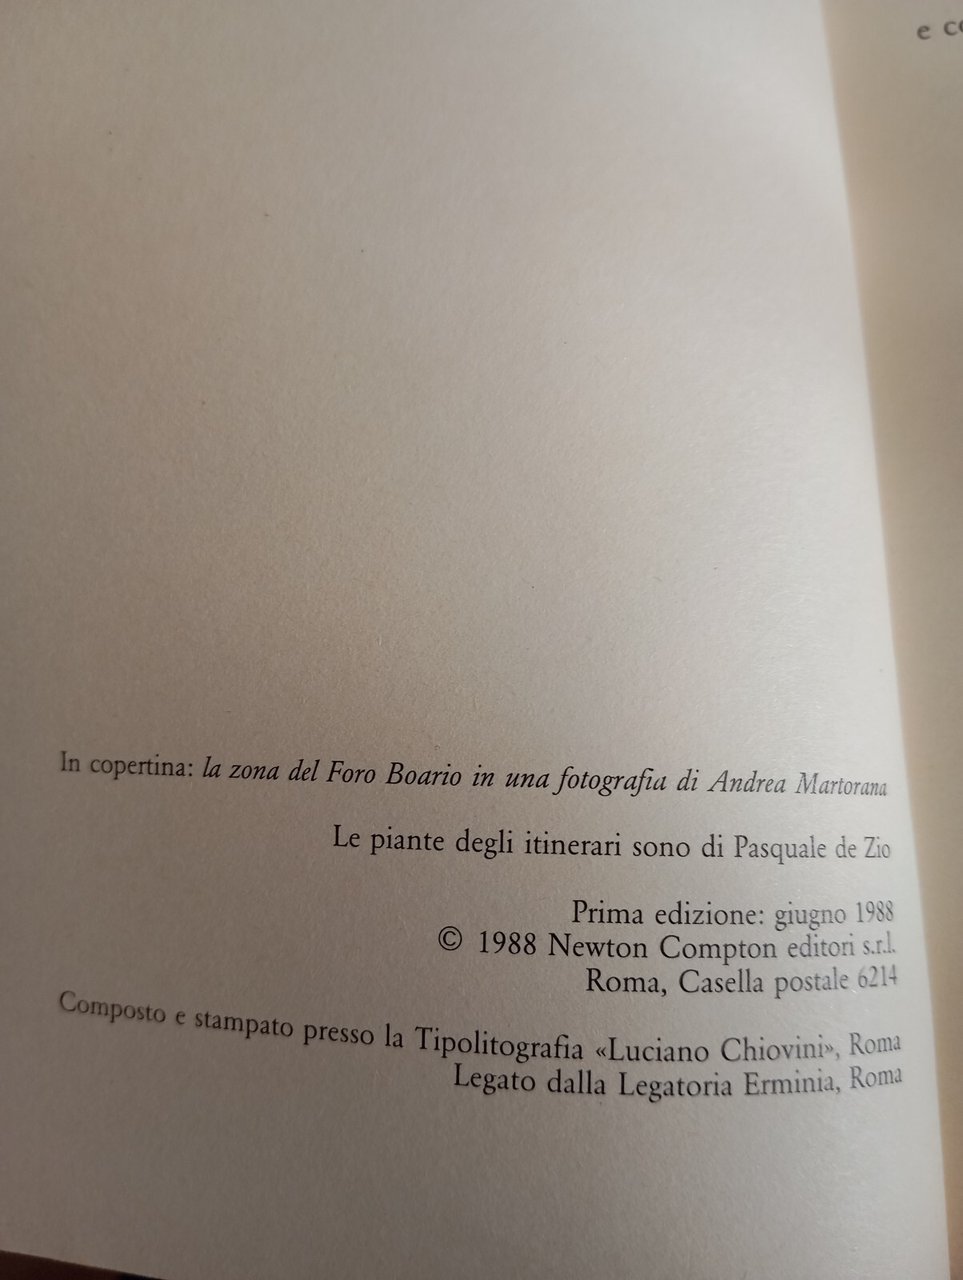 e co
In copertina: la zona del Foro Boario in una fotografia di Andrea Martorana
Le piante degli itinerari sono di Pasquale de Zio
Prima edizione: giugno 1988
© 1988 Newton Compton editori s.r.l.
Roma, Casella postale 6214
Composto e stampato presso la Tipolitografia «Luciano Chiovini», Roma
Legato dalla Legatoria Erminia, Roma